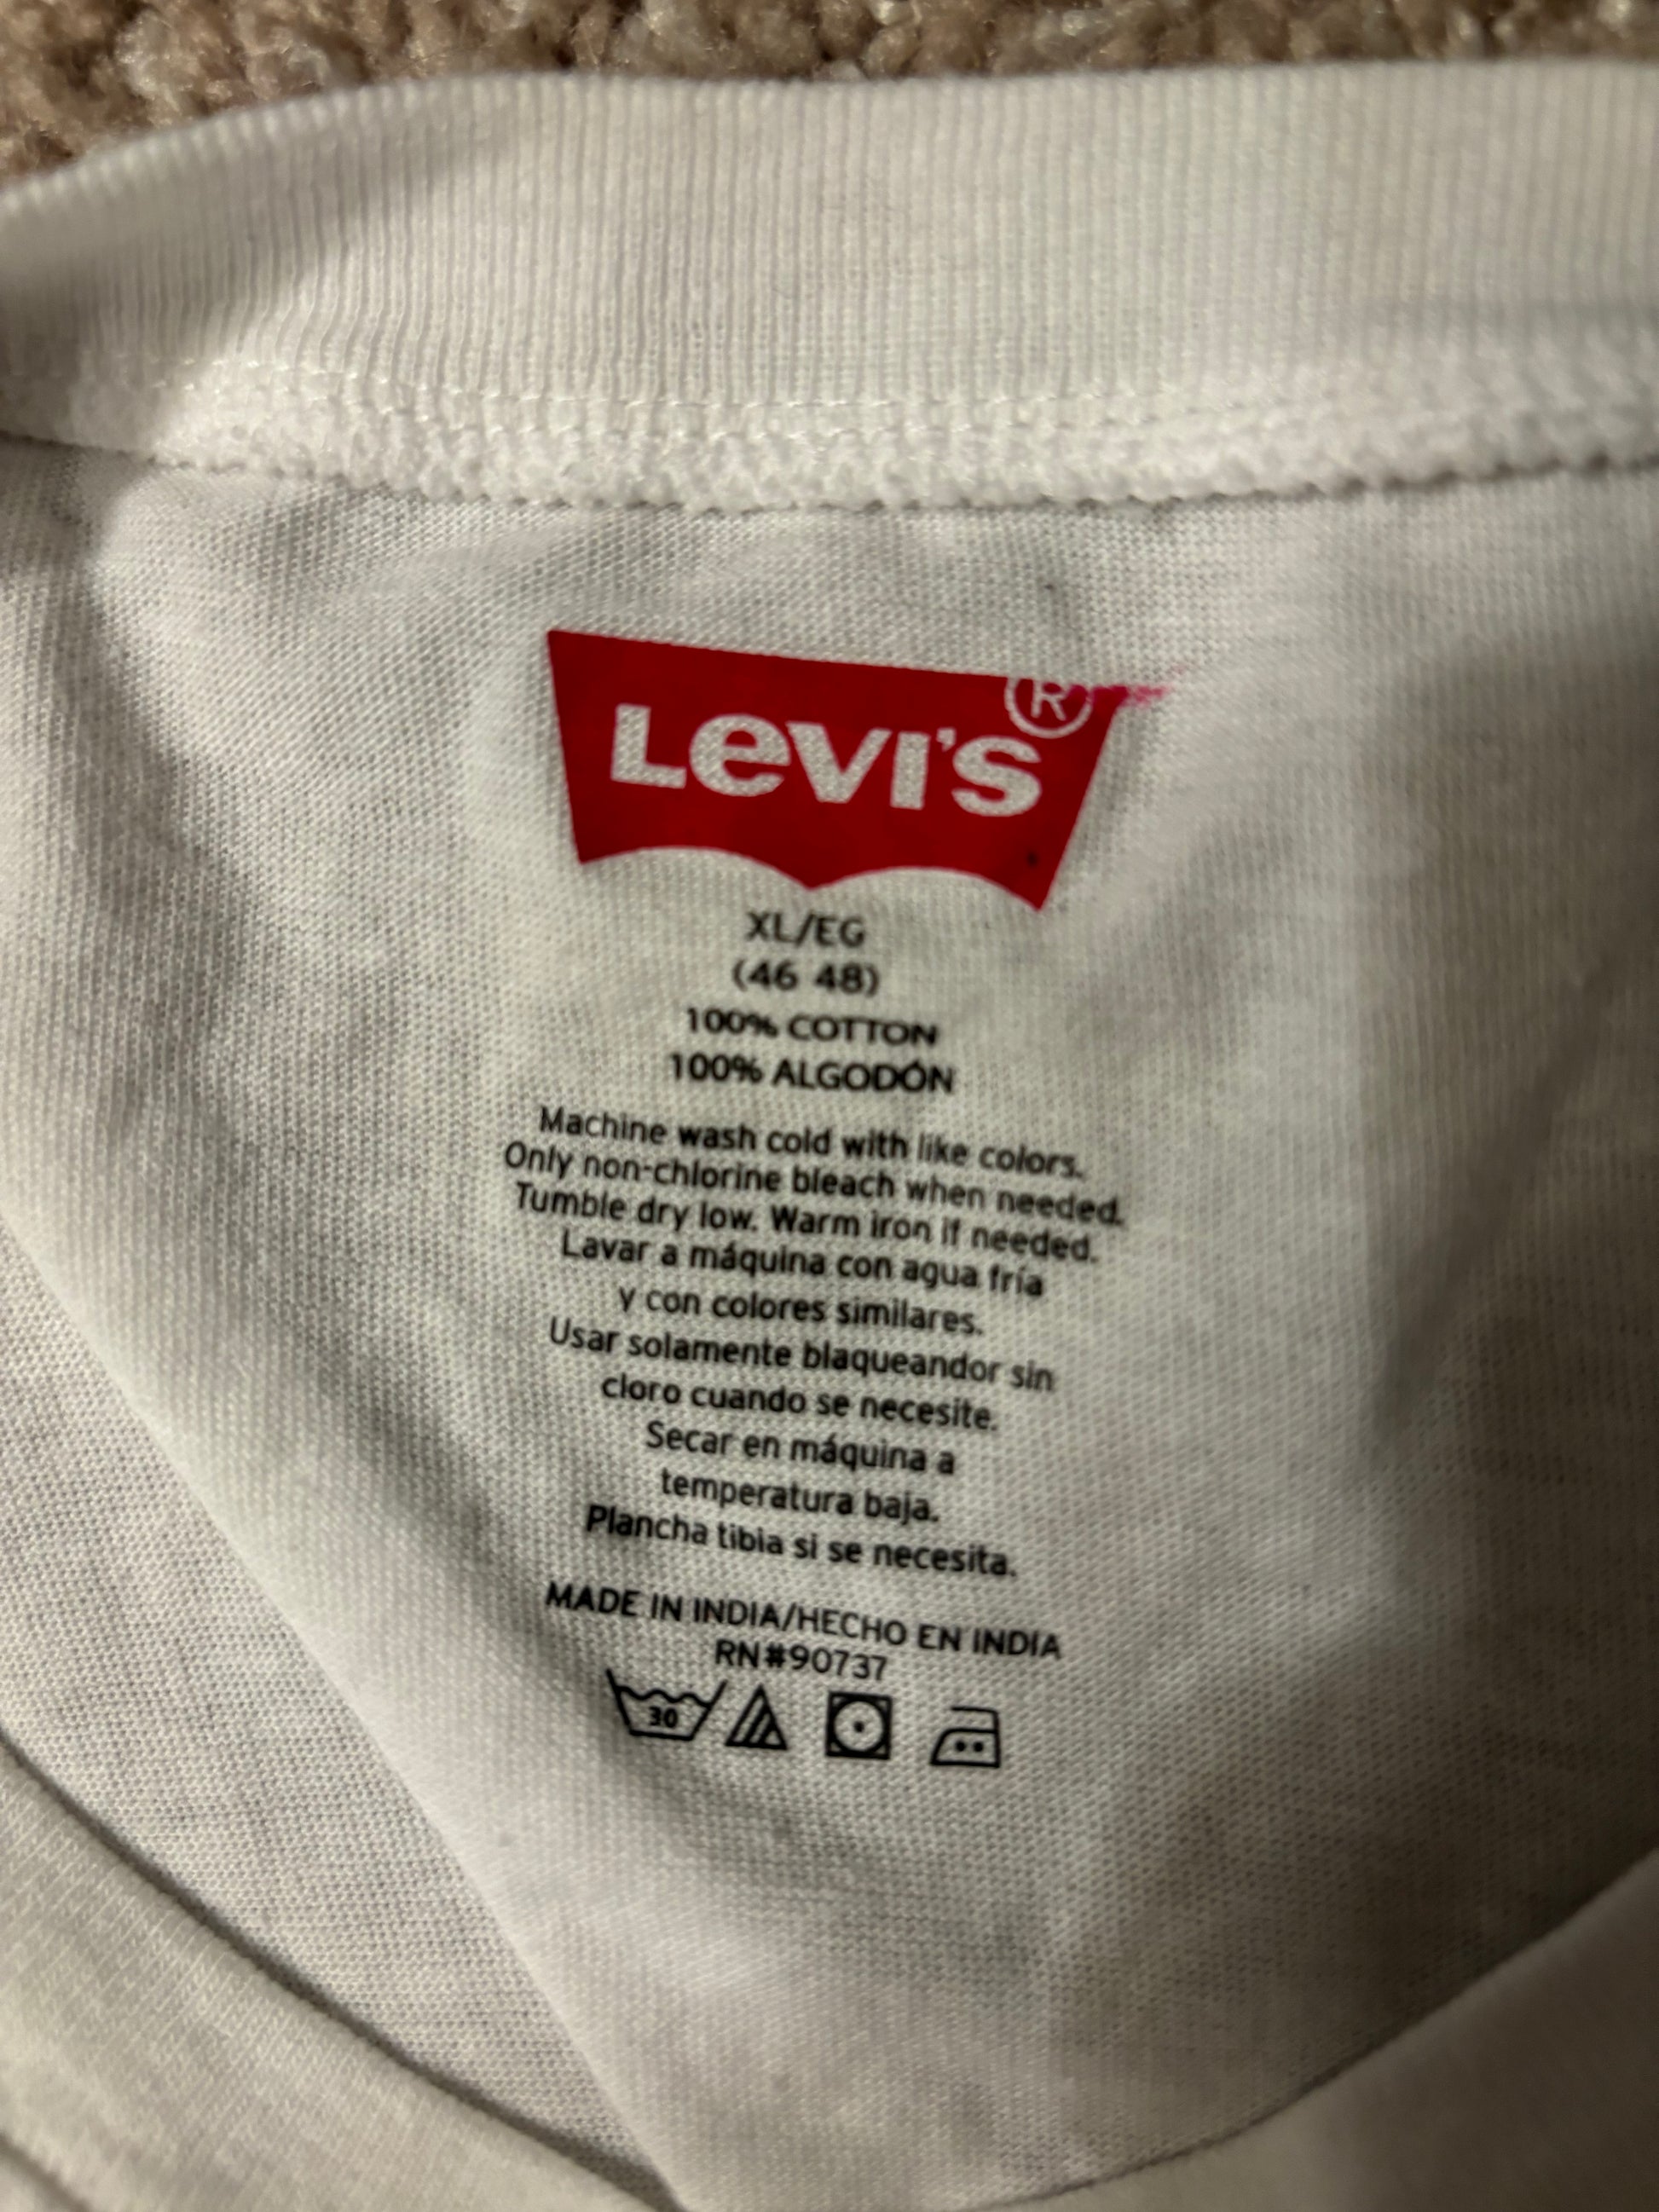 LEVI'S ®
XL/EG
(46 48)
100% COTTON
100% ALGODÓN
Machine wash cold with like colors.
Only non-chlorine bleach when needed.
Tumble dry low. Warm iron if needed.
Lavar a máquina con agua fría
y con colores similares.
Usar solamente blaqueandor sin
cloro cuando se necesite.
Secar en máquina a
temperatura baja.
Plancha tibia si se necesita.
MADE IN INDIA/HECHO EN INDIA
RN#90737
30